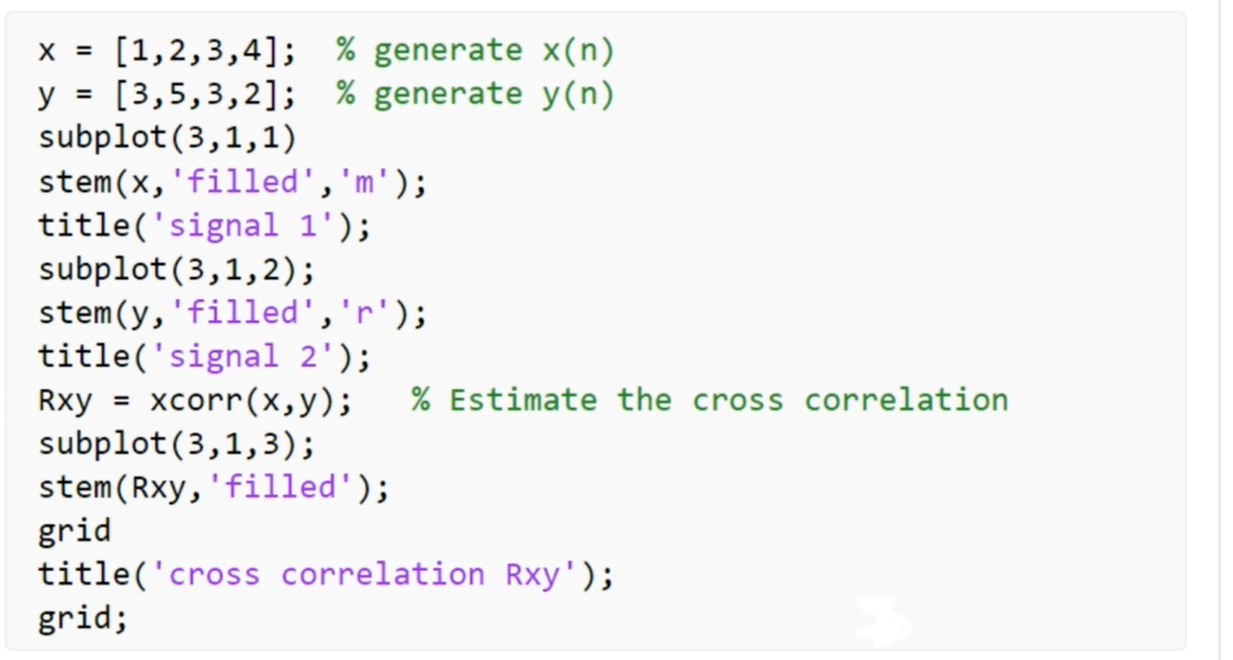 x = [1,2,3,4];  % generate x(n)
y = [3,5,3,2];  % generate y(n)
subplot(3,1,1)
stem(x,'filled','m');
title('signal 1');
subplot(3,1,2);
stem(y,'filled','r');
title('signal 2');
Rxy = xcorr(x,y);   % Estimate the cross correlation
subplot(3,1,3);
stem(Rxy,'filled');
grid
title('cross correlation Rxy');
grid;